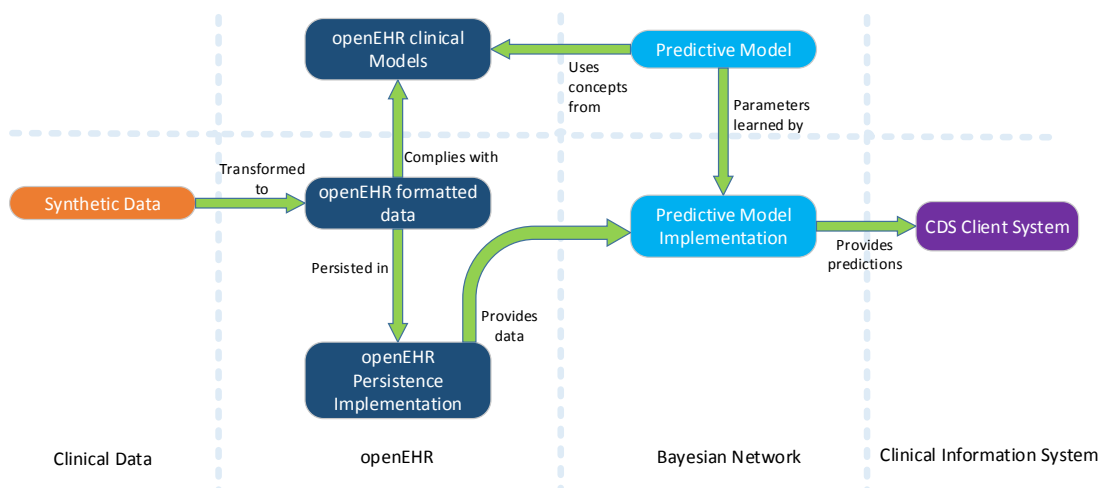 openEHR clinical
Models
Predictive Model
Uses
concepts
from
Parameters
learned by
Transformed
to
Complies with
Synthetic Data
openEHR formatted
data
Predictive Model
Implementation
CDS Client System
Provides
predictions
Persisted in
Provides
data
openEHR
Persistence
Implementation
Clinical Data
openEHR
Bayesian Network
Clinical Information System